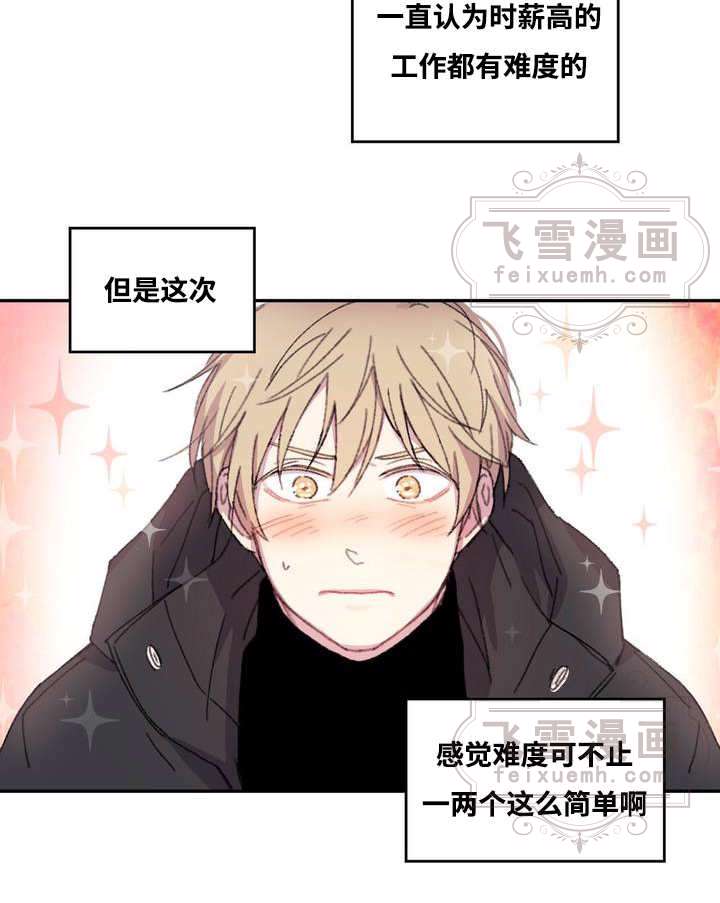 一直认为时薪高的
工作都有难度的
飞雪漫画
feixuemh.com
但是这次
飞雪漫画
feixuemh.com
感觉难度可不止
一两个这么简单啊